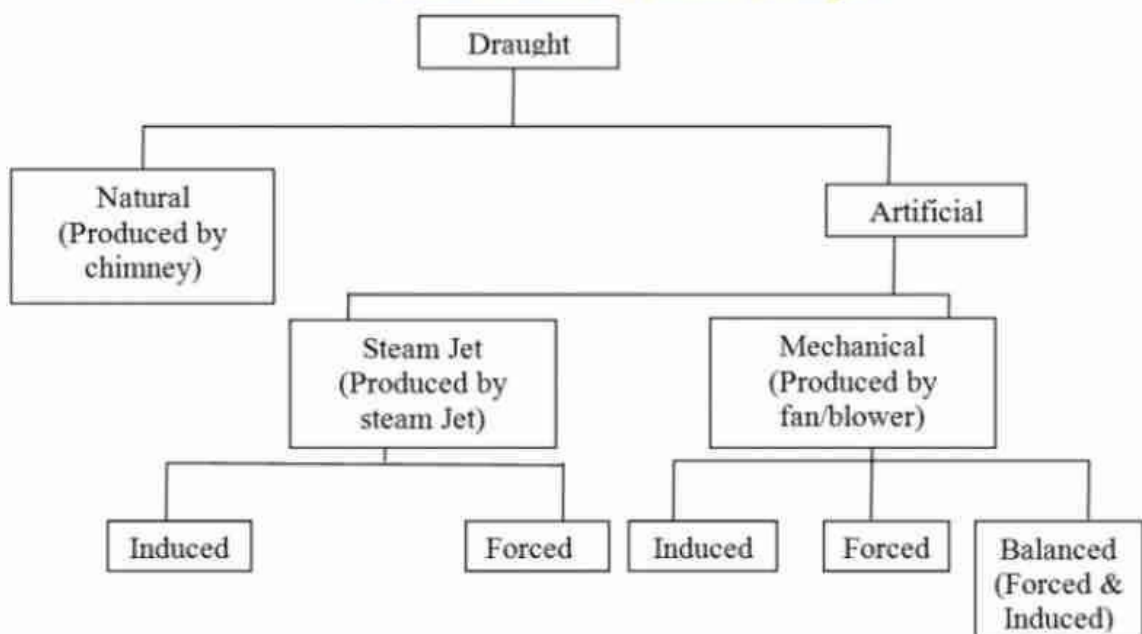 Draught
Natural
(Produced by
chimney)
Artificial
Steam Jet
(Produced by
steam Jet)
Mechanical
(Produced by
fan/blower)
Induced
Forced
Induced
Forced
Balanced
(Forced &
Induced)